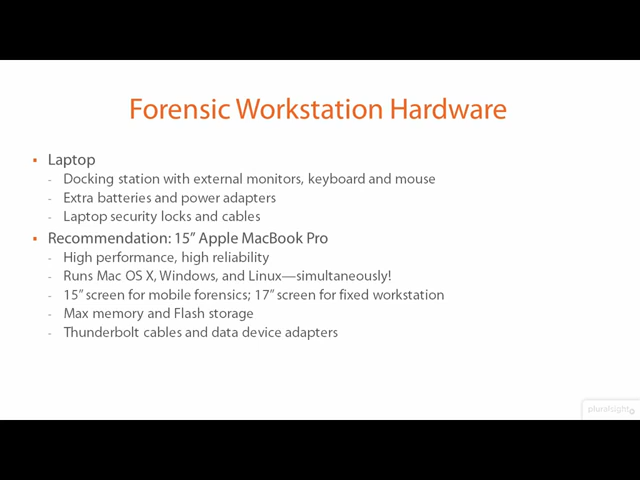 Forensic Workstation Hardware
▪ Laptop
- Docking station with external monitors, keyboard and mouse
- Extra batteries and power adapters
- Laptop security locks and cables
▪ Recommendation: 15” Apple MacBook Pro
- High performance, high reliability
- Runs Mac OS X, Windows, and Linux—simultaneously!
- 15” screen for mobile forensics; 17” screen for fixed workstation
- Max memory and Flash storage
- Thunderbolt cables and data device adapters
pluralsight